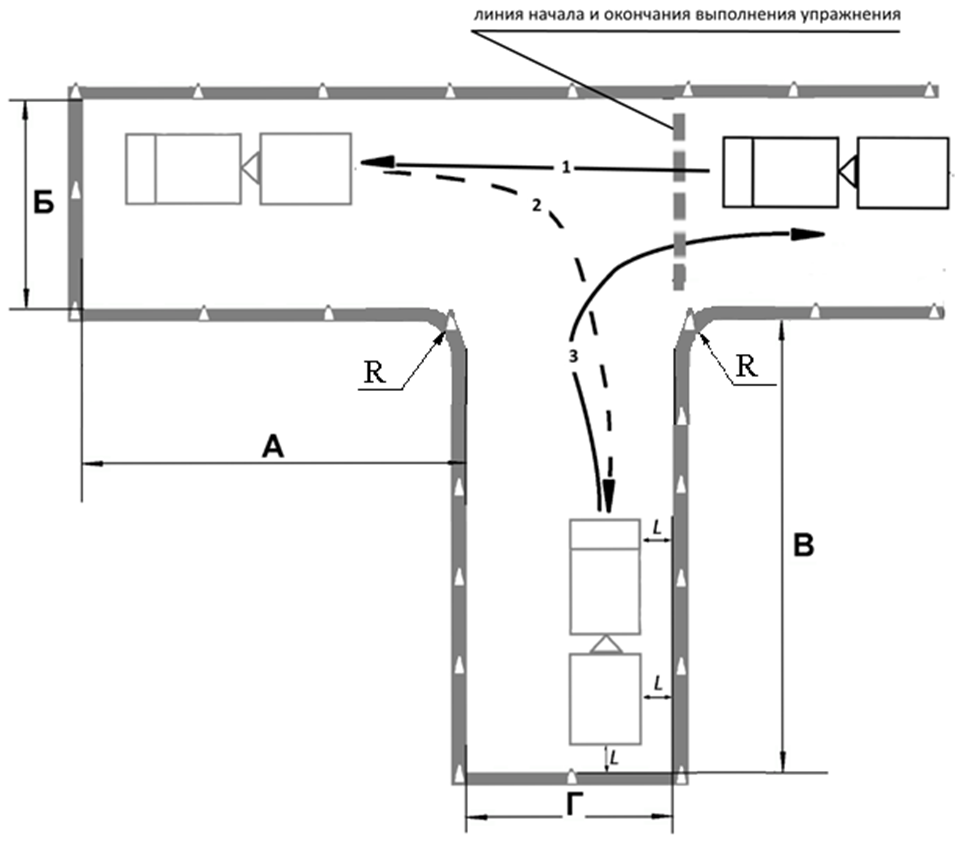 линия начала и окончания выполнения упражнения
1
Б
2
3
R
R
А
L
В
L
L
Г